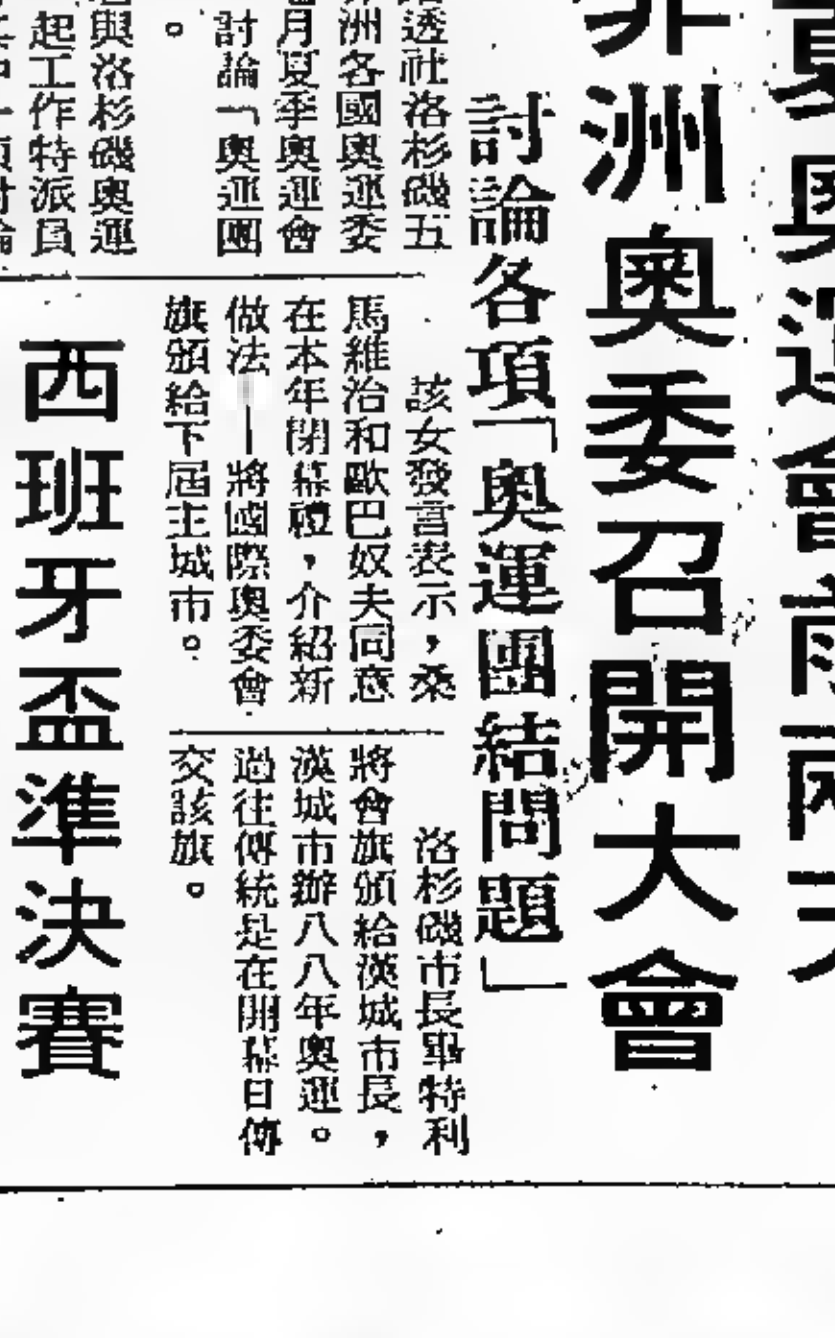 奧運會雨
洲奧委召開大會
討論各項「奧運團結問題」
透社洛杉磯五
洲各國奧運委
月夏季奧運會
討論「奧運團
。
與洛杉磯奧運
起工作特派員
該女發言表示,桑
馬維治和歐巴奴夫同意
在本年閉幕禮,介紹新
做法—將國際奧委會
旗頒給下屆主城市。
洛杉磯市長畢特利
將會旗頒給漢城市長,
漢城市辦八八年奧運。
過往傳統是在開幕日傳
交該旗。
西班牙盃準決賽